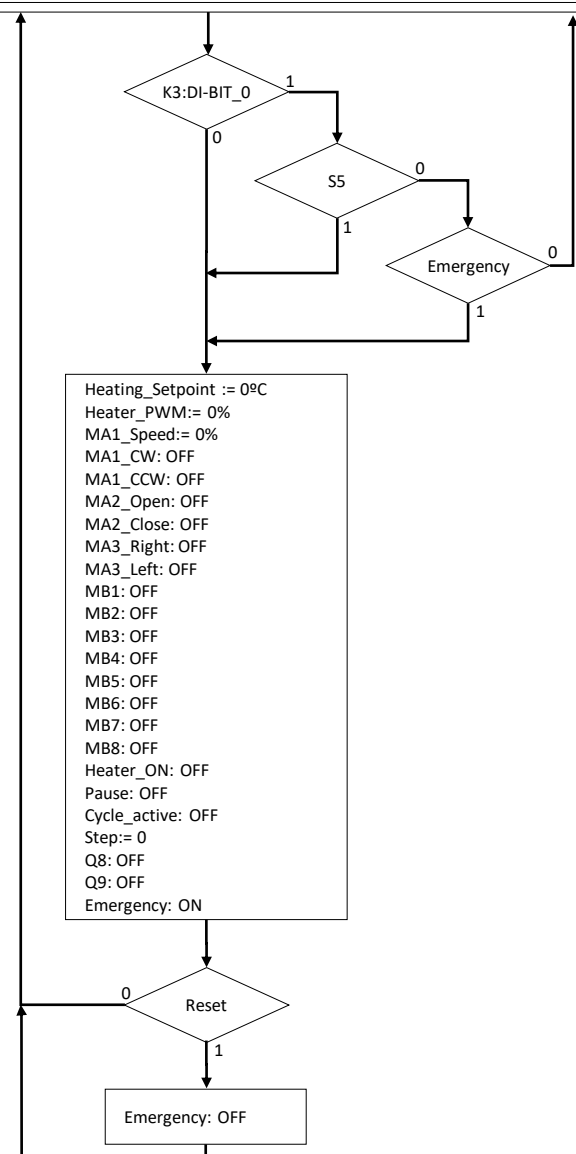 K3:DI-BIT_0
1
0
S5
0
1
Emergency
0
1
Heating_Setpoint := 0ºC
Heater_PWM:= 0%
MA1_Speed:= 0%
MA1_CW: OFF
MA1_CCW: OFF
MA2_Open: OFF
MA2_Close: OFF
MA3_Right: OFF
MA3_Left: OFF
MB1: OFF
MB2: OFF
MB3: OFF
MB4: OFF
MB5: OFF
MB6: OFF
MB7: OFF
MB8: OFF
Heater_ON: OFF
Pause: OFF
Cycle_active: OFF
Step:= 0
Q8: OFF
Q9: OFF
Emergency: ON
0
Reset
1
Emergency: OFF